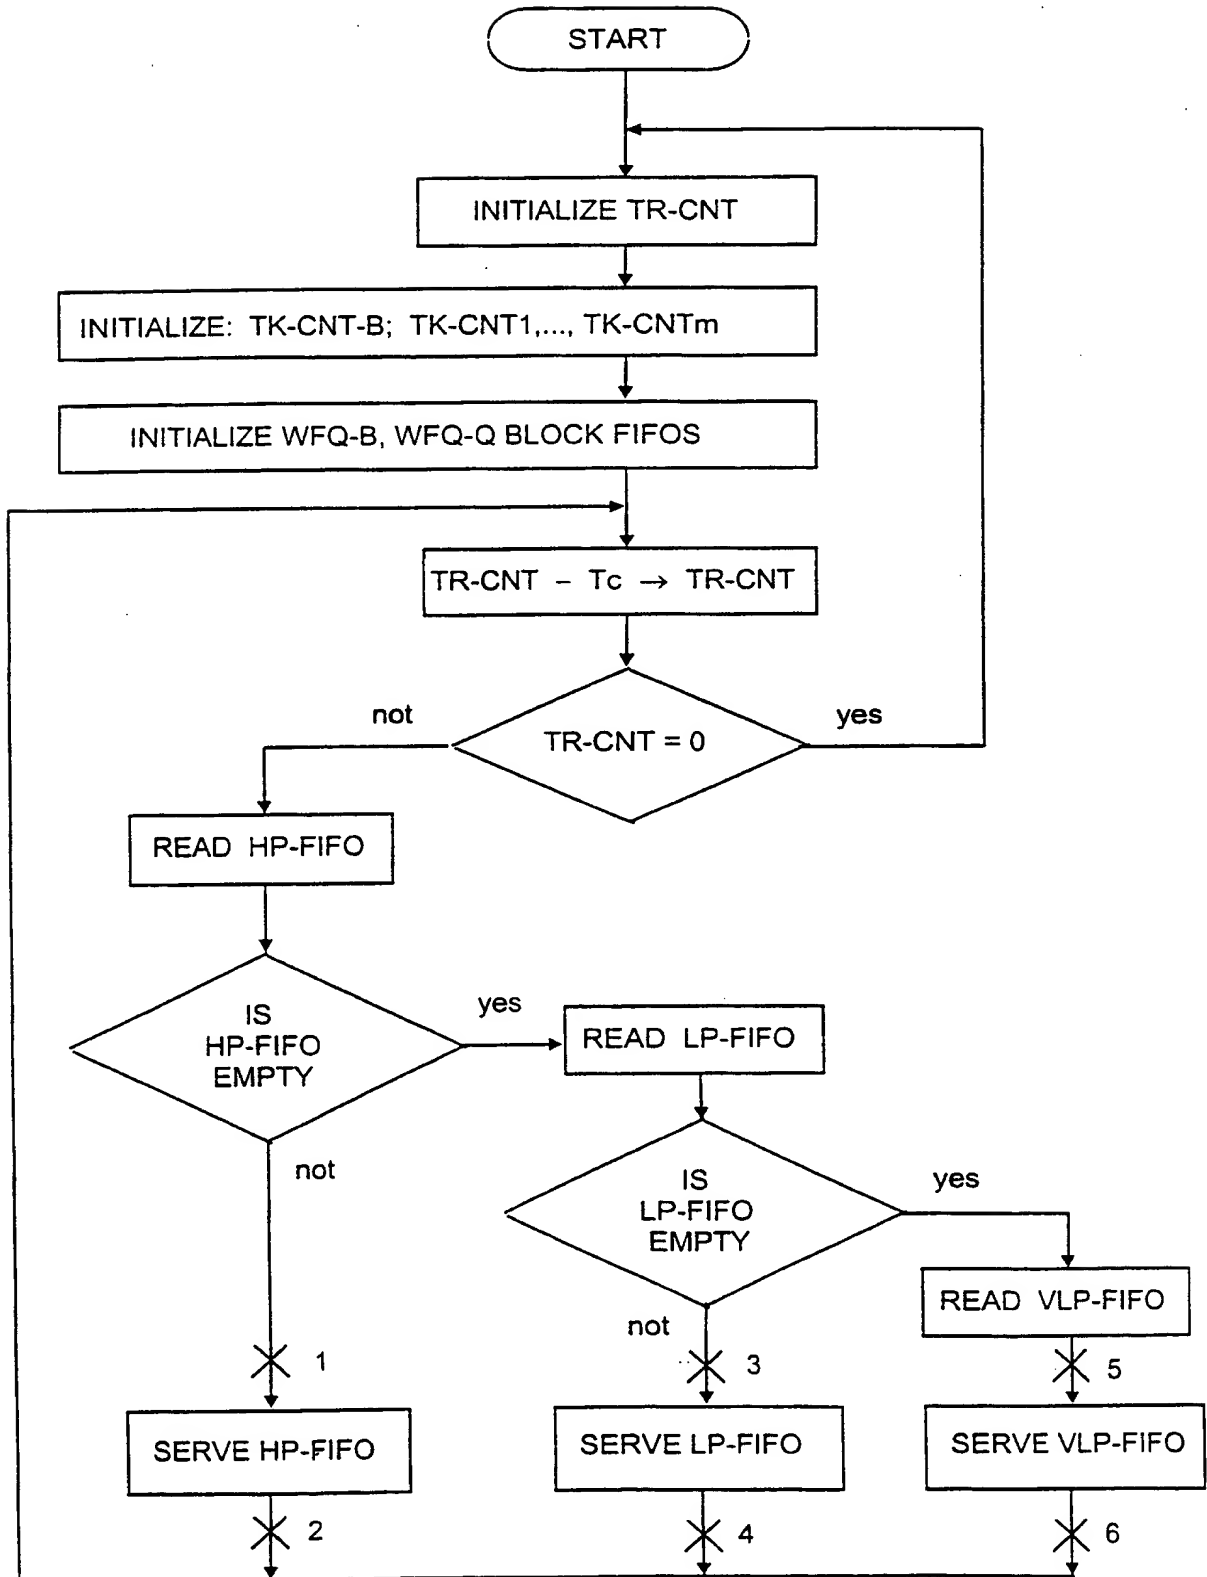 START
INITIALIZE TR-CNT
INITIALIZE: TK-CNT-B; TK-CNT1,..., TK-CNTm
INITIALIZE WFQ-B, WFQ-Q BLOCK FIFOS
TR-CNT – Tc → TR-CNT
not
yes
TR-CNT = 0
READ HP-FIFO
IS
HP-FIFO
EMPTY
yes
READ LP-FIFO
not
IS
LP-FIFO
EMPTY
yes
READ VLP-FIFO
not
1
3
5
SERVE HP-FIFO
SERVE LP-FIFO
SERVE VLP-FIFO
2
4
6